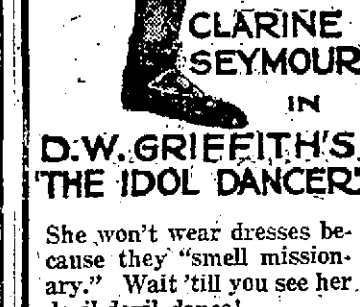 CLARINE
SEYMOUR
IN
D.W. GRIFFITH'S
'THE IDOL DANCER'
She won't wear dresses be-
cause they "smell mission-
ary." Wait 'till you see her
devil devil dance!